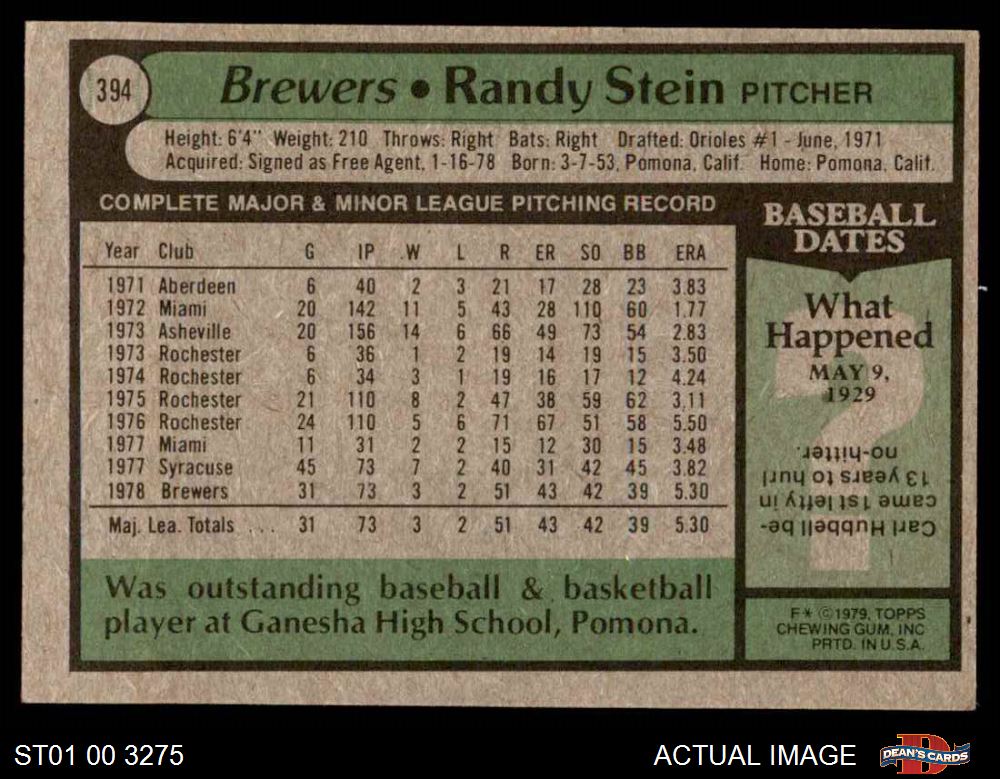 394
Brewers • Randy Stein PITCHER
Height: 6'4" Weight: 210 Throws: Right Bats: Right Drafted: Orioles #1 - June, 1971
Acquired: Signed as Free Agent, 1-16-78 Born: 3-7-53, Pomona, Calif. Home: Pomona, Calif.
COMPLETE MAJOR & MINOR LEAGUE PITCHING RECORD
Year Club G IP W L R ER SO BB ERA
1971 Aberdeen 6 40 2 3 21 17 28 23 3.83
1972 Miami 20 142 11 5 43 28 110 60 1.77
1973 Asheville 20 156 14 6 66 49 73 54 2.83
1973 Rochester 6 36 1 2 19 14 19 15 3.50
1974 Rochester 6 34 3 1 19 16 17 12 4.24
1975 Rochester 21 110 8 2 47 38 59 62 3.11
1976 Rochester 24 110 5 6 71 67 51 58 5.50
1977 Miami 11 31 2 2 15 12 30 15 3.48
1977 Syracuse 45 73 7 2 40 31 42 45 3.82
1978 Brewers 31 73 3 2 51 43 42 39 5.30
Maj. Lea. Totals ... 31 73 3 2 51 43 42 39 5.30
Was outstanding baseball & basketball
player at Ganesha High School, Pomona.
BASEBALL
DATES
What
Happened
MAY 9,
1929
?
Carl Hubbell be-
came 1st lefty in
13 years to hurl
no-hitter.
F* ©1979, TOPPS
CHEWING GUM, INC
PRTD. IN U.S.A.
ST01 00 3275
ACTUAL IMAGE
D
DEAN'S CARDS